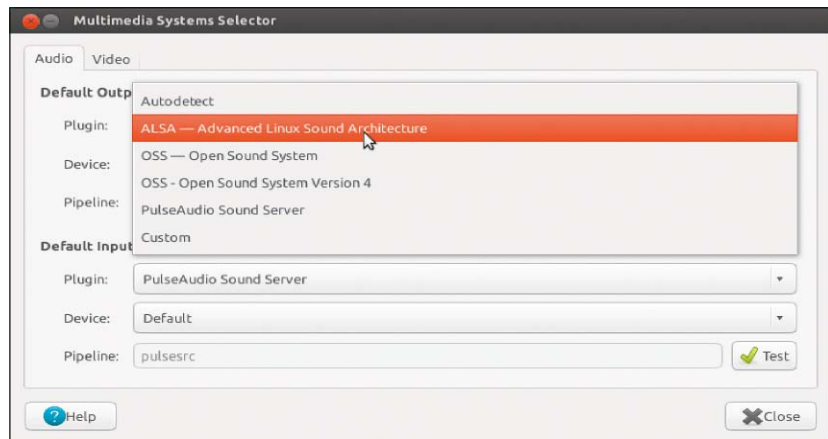 Multimedia Systems Selector
Audio Video
Default Outp
Autodetect
Plugin: ALSA — Advanced Linux Sound Architecture
Device: OSS — Open Sound System
OSS - Open Sound System Version 4
Pipeline: PulseAudio Sound Server
Custom
Default Input
Plugin: PulseAudio Sound Server
Device: Default
Pipeline: pulsesrc Test
Help Close